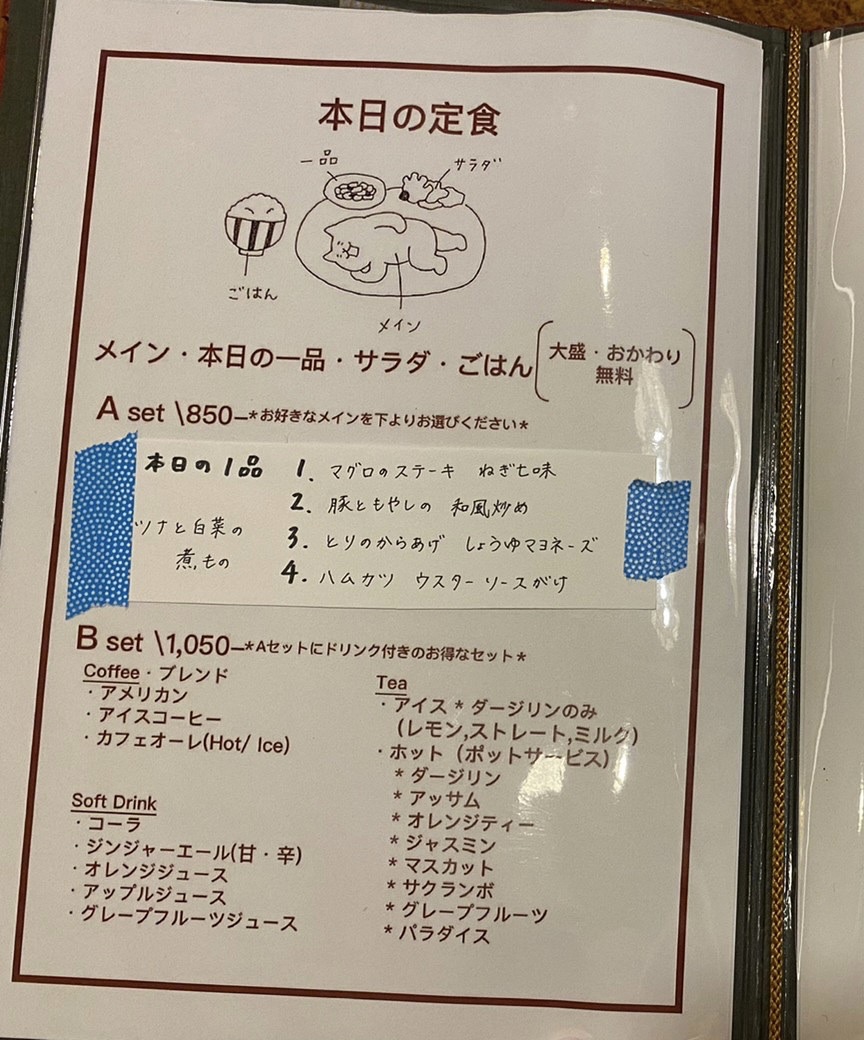 本日の定食
一品
サラダ
ごはん
メイン
メイン・本日の一品・サラダ・ごはん
大盛・おかわり
無料
A set \850–*お好きなメインを下よりお選びください*
本日の1品
ツナと白菜の
煮もの
1. マグロのステーキ ねぎ七味
2. 豚ともやしの 和風炒め
3. とりのからあげ しょうゆマヨネーズ
4. ハムカツ ウスターソースがけ
B set \1,050–*Aセットにドリンク付きのお得なセット*
Coffee・ブレンド
・アメリカン
・アイスコーヒー
・カフェオーレ(Hot/ Ice)
Soft Drink
・コーラ
・ジンジャーエール(甘・辛)
・オレンジジュース
・アップルジュース
・グレープフルーツジュース
Tea
・アイス * ダージリンのみ
(レモン,ストレート,ミルク)
・ホット（ポットサービス）
* ダージリン
* アッサム
* オレンジティー
* ジャスミン
* マスカット
* サクランボ
* グレープフルーツ
* パラダイス